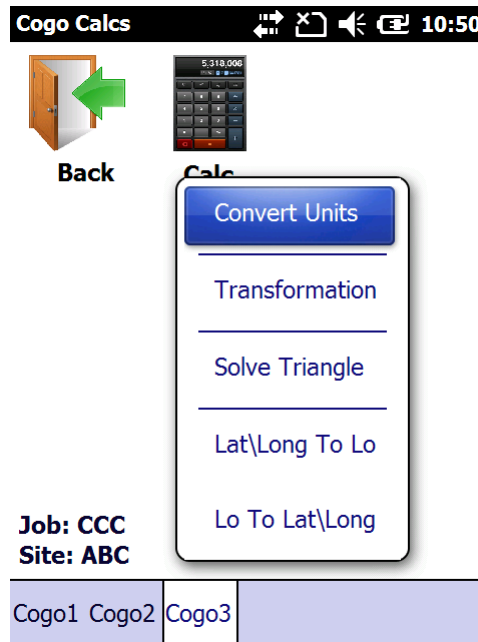 Cogo Calcs 10:50
5,318,006
Back Calc
Convert Units
Transformation
Solve Triangle
Lat\Long To Lo
Lo To Lat\Long
Job: CCC
Site: ABC
Cogo1 Cogo2 Cogo3